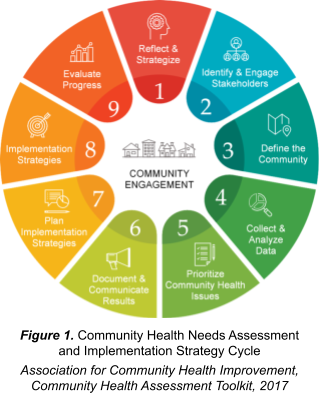 Reflect &
Strategize
1
Identify & Engage
Stakeholders
2
Define the
Community
3
Collect &
Analyze
Data
4
Prioritize
Community Health
Issues
5
Document &
Communicate
Results
6
Plan
Implementation
Strategies
7
Implementation
Strategies
8
Evaluate
Progress
9
COMMUNITY
ENGAGEMENT
Figure 1. Community Health Needs Assessment
and Implementation Strategy Cycle
Association for Community Health Improvement,
Community Health Assessment Toolkit, 2017